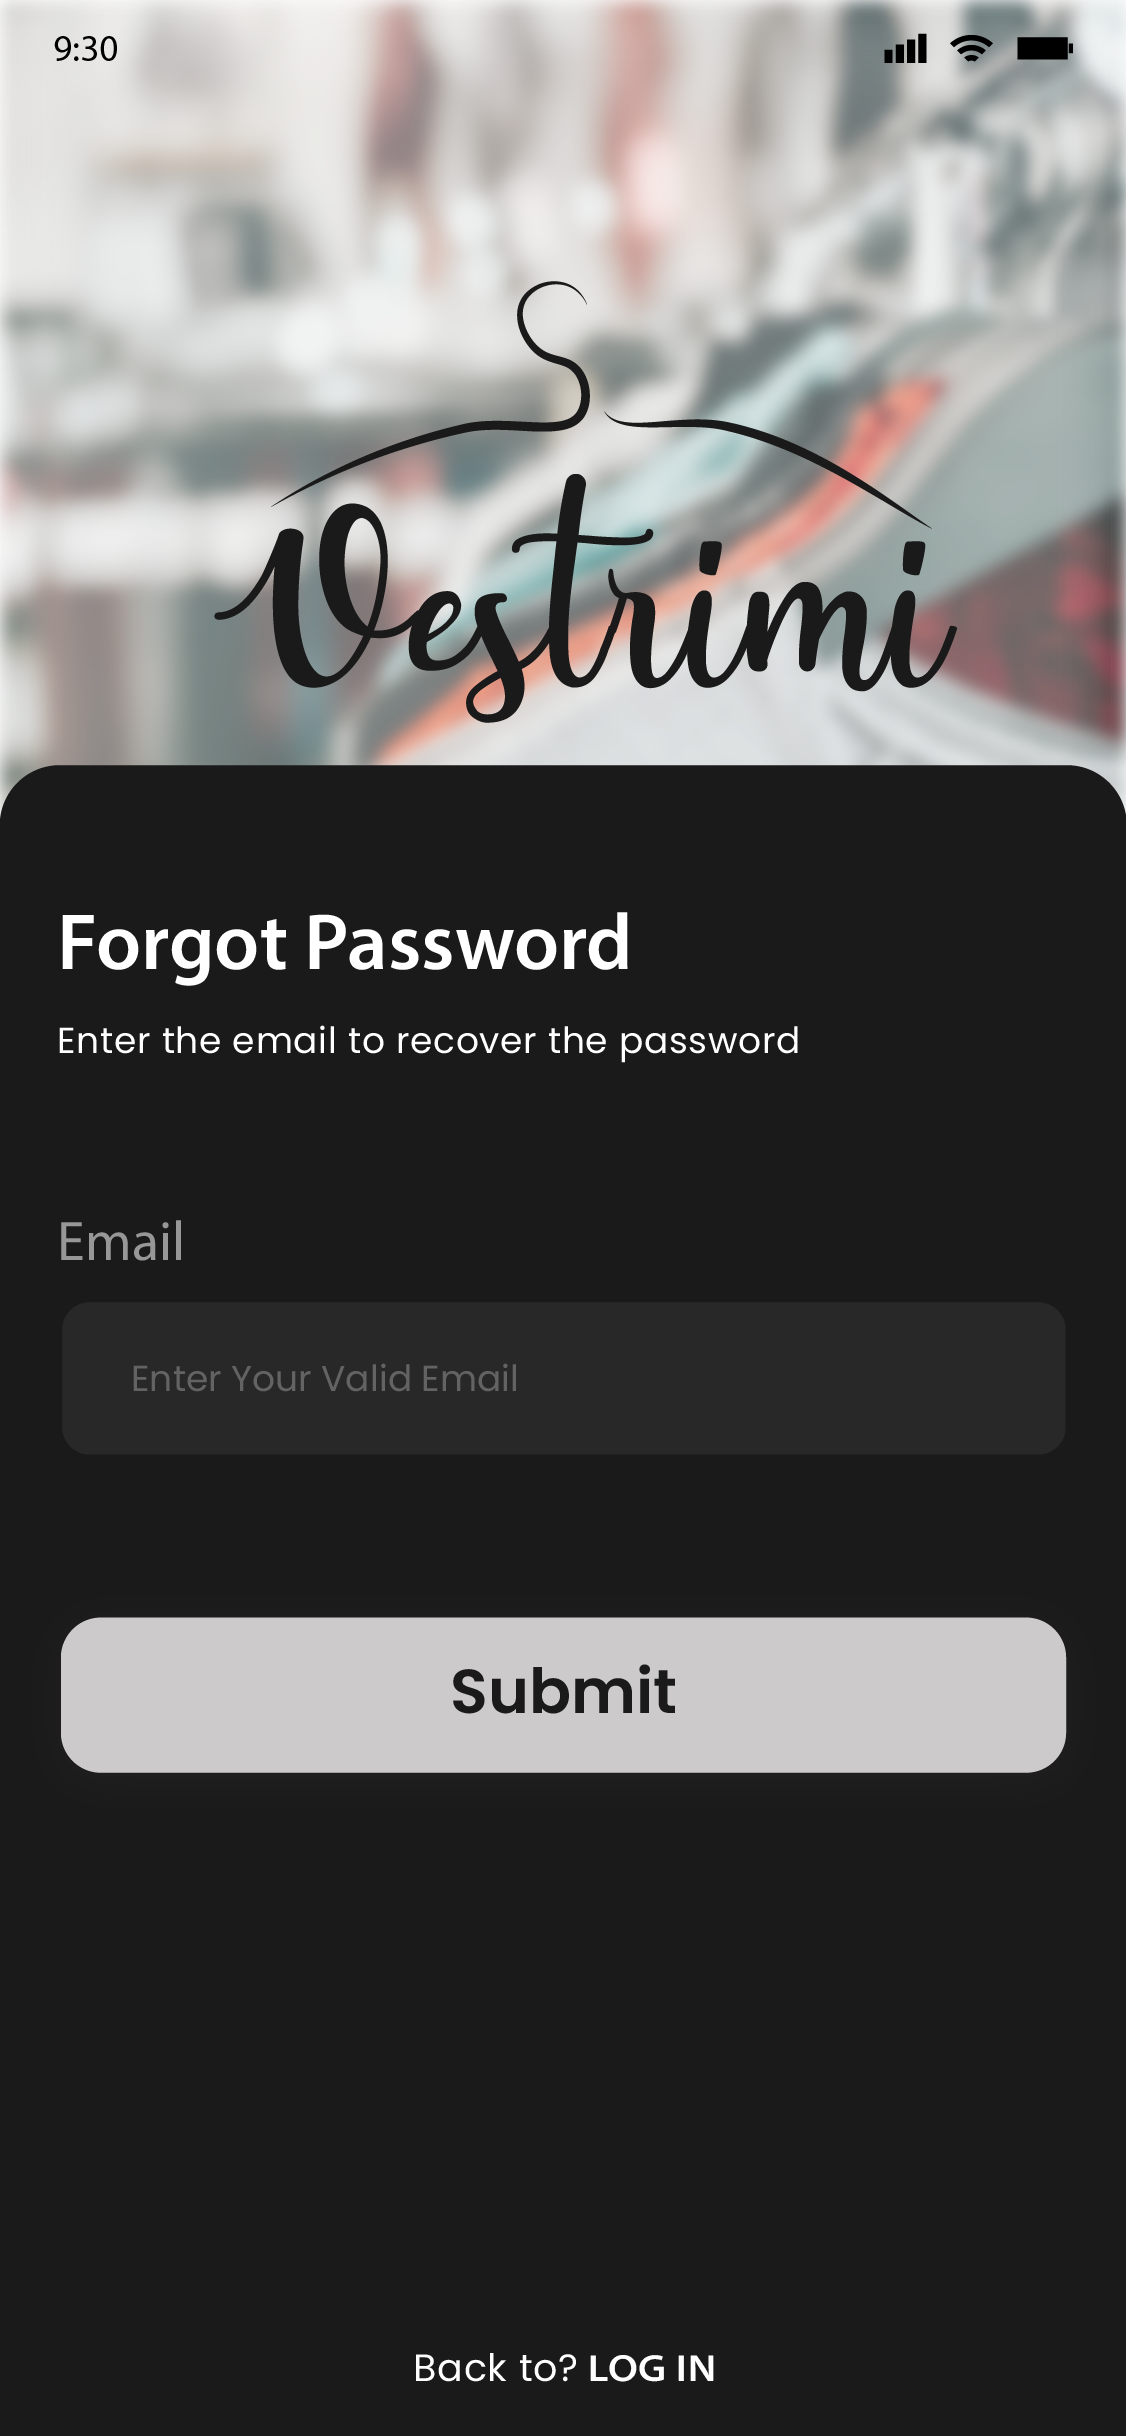 9:30
Vestrimi
Forgot Password
Enter the email to recover the password
Email
Enter Your Valid Email
Submit
Back to? LOG IN